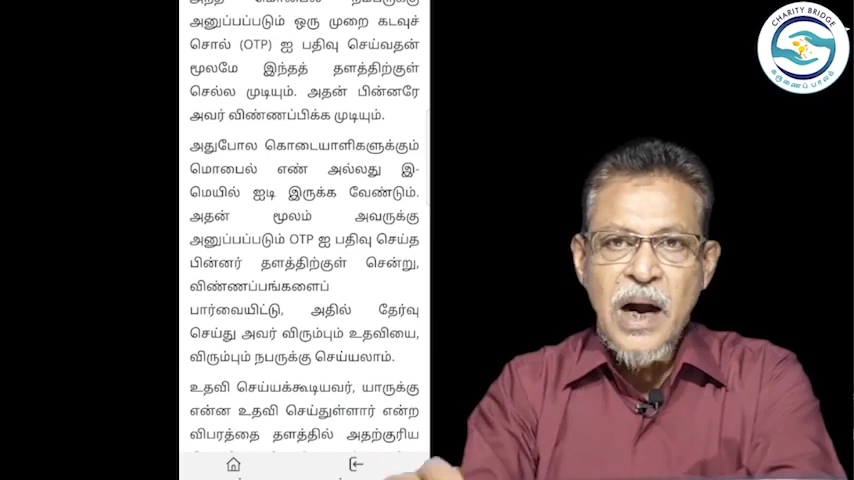 அனுப்பப்படும் ஒரு முறை கடவுச்
சொல் (OTP) ஐ பதிவு செய்வதன்
மூலமே இந்தத் தளத்திற்குள்
செல்ல முடியும். அதன் பின்னரே
அவர் விண்ணப்பிக்க முடியும்.
அதுபோல கொடையாளிகளுக்கும்
மொபைல் எண் அல்லது இ-
மெயில் ஐடி இருக்க வேண்டும்.
அதன் மூலம் அவருக்கு
அனுப்பப்படும் OTP ஐ பதிவு செய்த
பின்னர் தளத்திற்குள் சென்று,
விண்ணப்பங்களைப்
பார்வையிட்டு, அதில் தேர்வு
செய்து அவர் விரும்பும் உதவியை,
விரும்பும் நபருக்கு செய்யலாம்.
உதவி செய்யக்கூடியவர், யாருக்கு
என்ன உதவி செய்துள்ளார் என்ற
விபரத்தை தளத்தில் அதற்குரிய
CHARITY BRIDGE
கருணைப் பாலம்